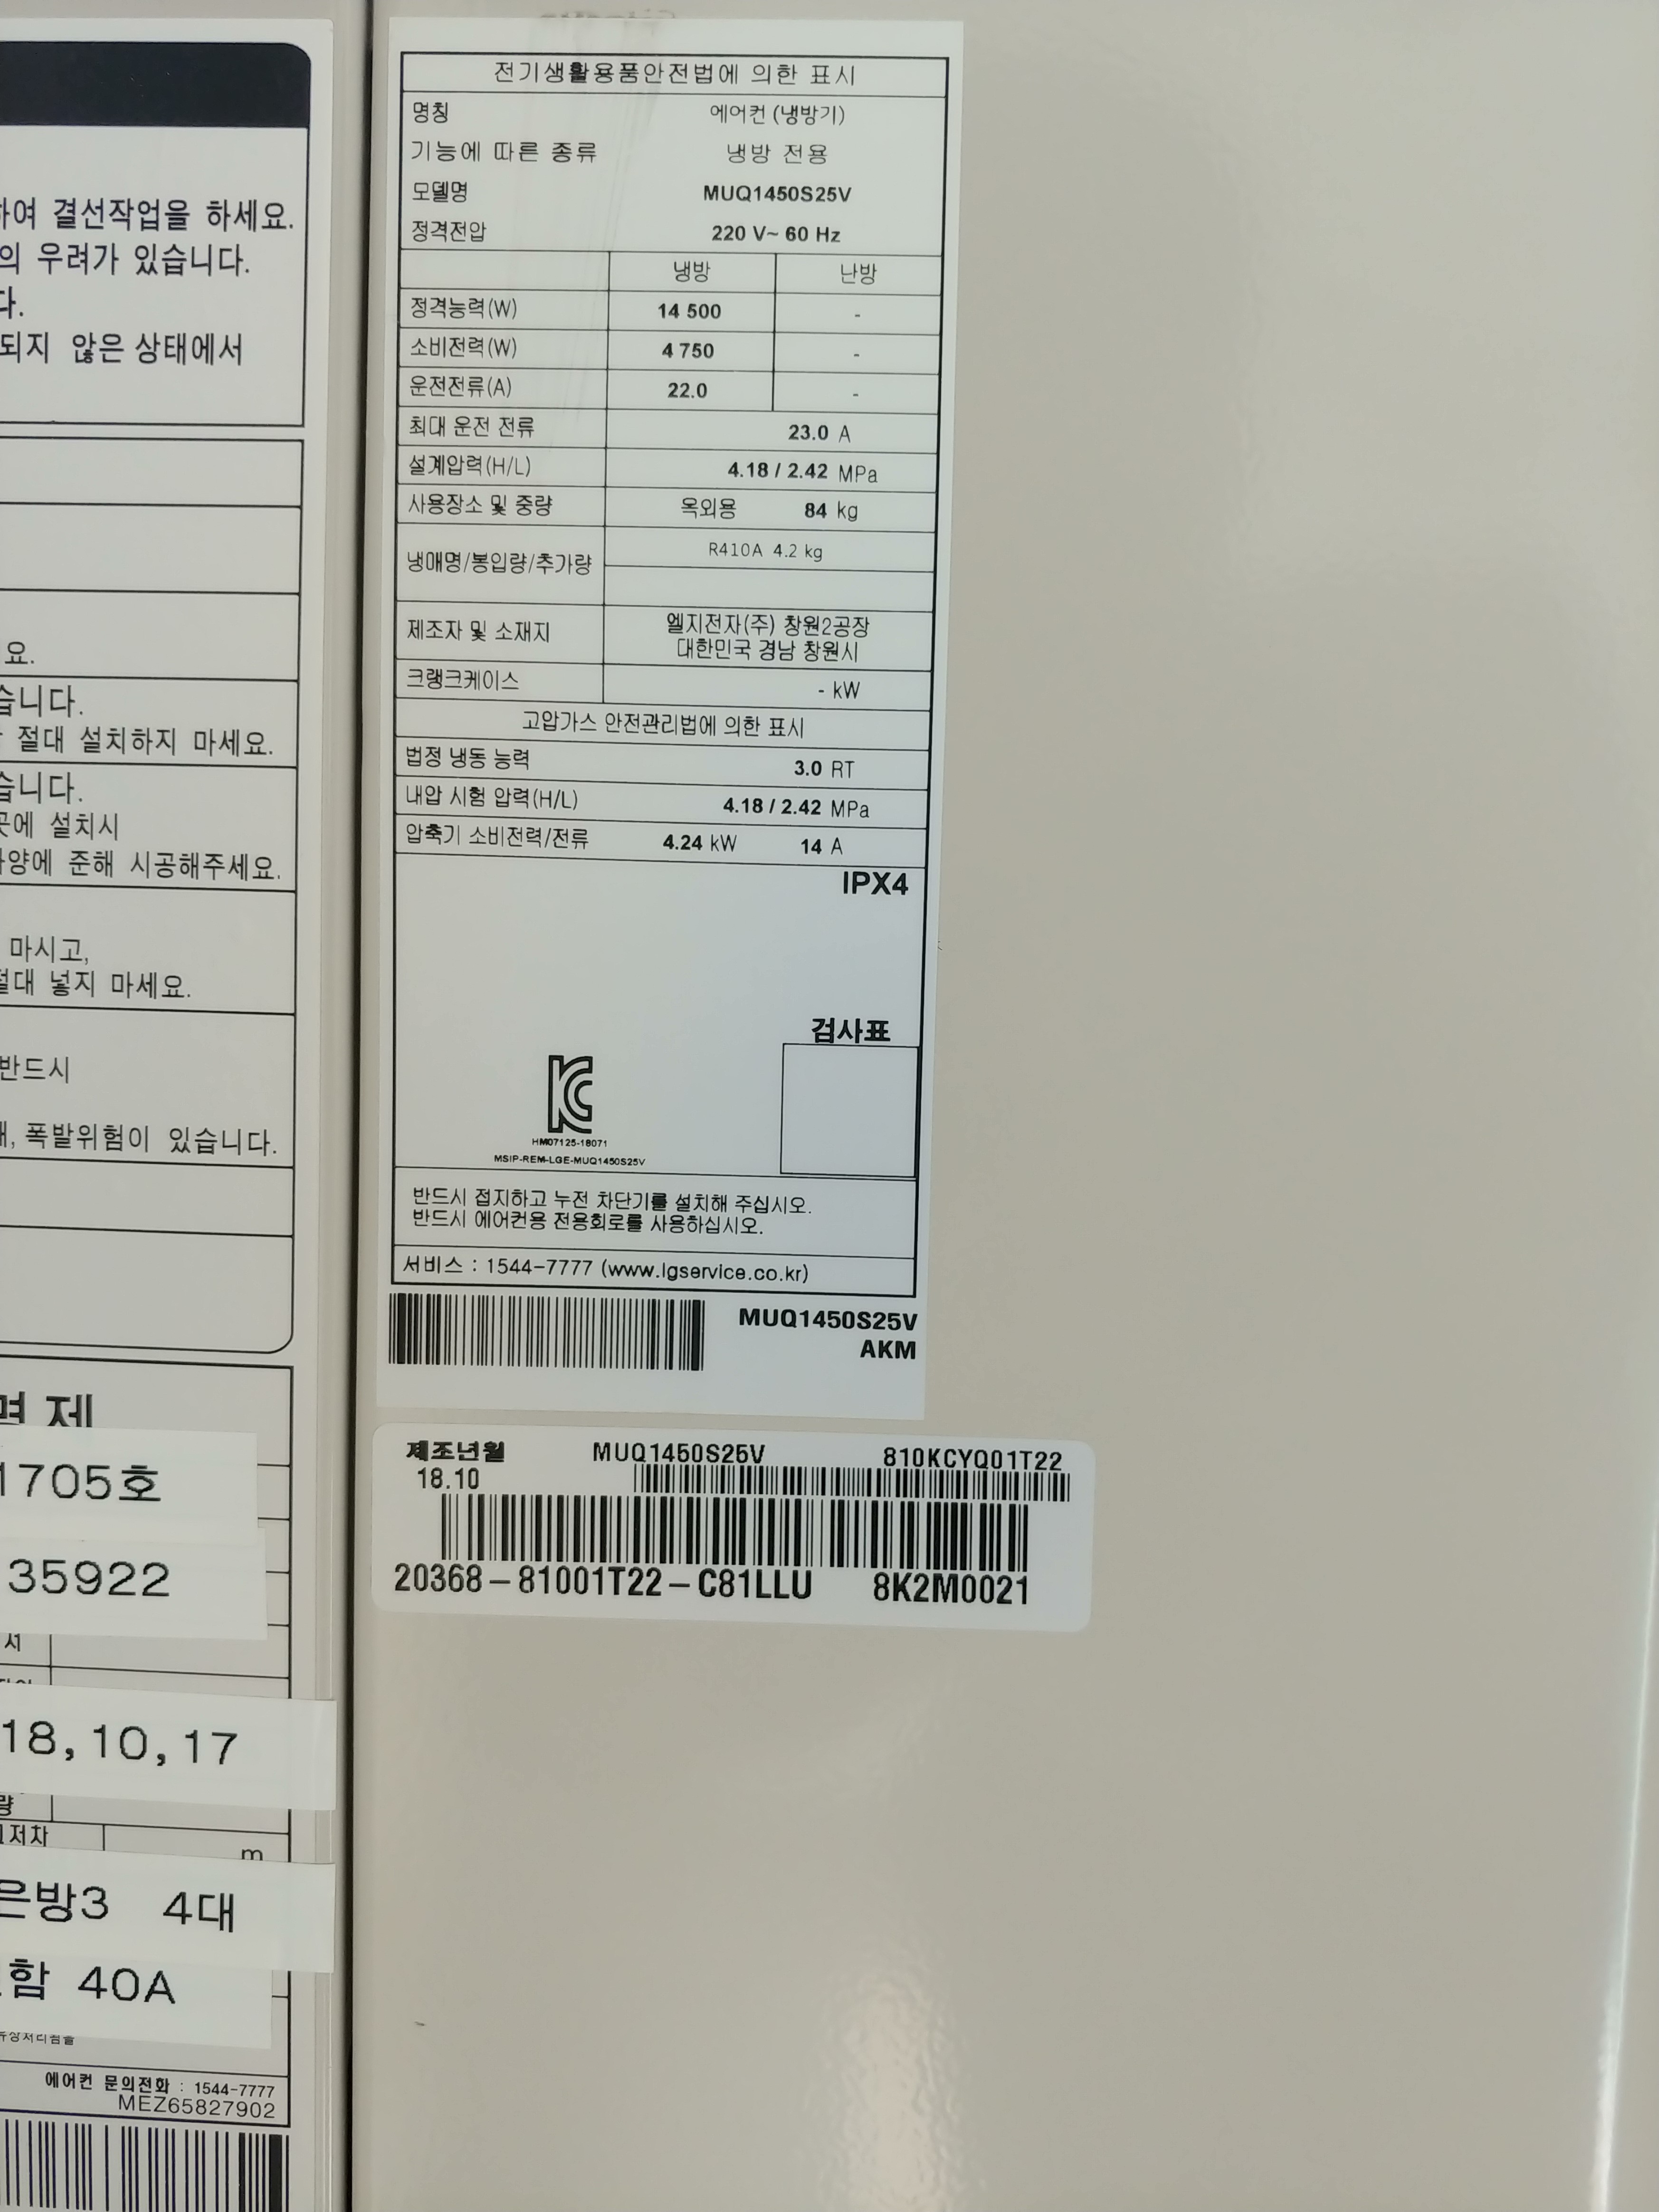 하여 결선작업을 하세요.
의 우려가 있습니다.
다.
되지 않은 상태에서
요.
습니다.
절대 설치하지 마세요.
습니다.
곳에 설치시
사양에 준해 시공해주세요.
마시고,
절대 넣지 마세요.
반드시
해, 폭발위험이 있습니다.
면제
1705호
35922
서
18,10,17
량
저차
m
은방3 4대
함 40A
에어컨 문의전화 : 1544-7777
MEZ65827902
전기생활용품안전법에 의한 표시
명칭 에어컨 (냉방기)
기능에 따른 종류 냉방 전용
모델명 MUQ1450S25V
정격전압 220 V~ 60 Hz
냉방 난방
정격능력(W) 14 500 -
소비전력(W) 4 750 -
운전전류(A) 22.0 -
최대 운전 전류 23.0 A
설계압력(H/L) 4.18 / 2.42 MPa
사용장소 및 중량 옥외용 84 kg
냉매명/봉입량/추가량 R410A 4.2 kg
제조자 및 소재지 엘지전자(주) 창원2공장
대한민국 경남 창원시
크랭크케이스 - kW
고압가스 안전관리법에 의한 표시
법정 냉동 능력 3.0 RT
내압 시험 압력(H/L) 4.18 / 2.42 MPa
압축기 소비전력/전류 4.24 kW 14 A
IPX4
검사표
HM07125-18071
MSIP-REM-LGE-MUQ1450S25V
반드시 접지하고 누전 차단기를 설치해 주십시오.
반드시 에어컨용 전용회로를 사용하십시오.
서비스 : 1544-7777 (www.lgservice.co.kr)
MUQ1450S25V
AKM
제조년월 MUQ1450S25V 810KCYQ01T22
18.10
20368 - 81001T22 - C81LLU 8K2M0021